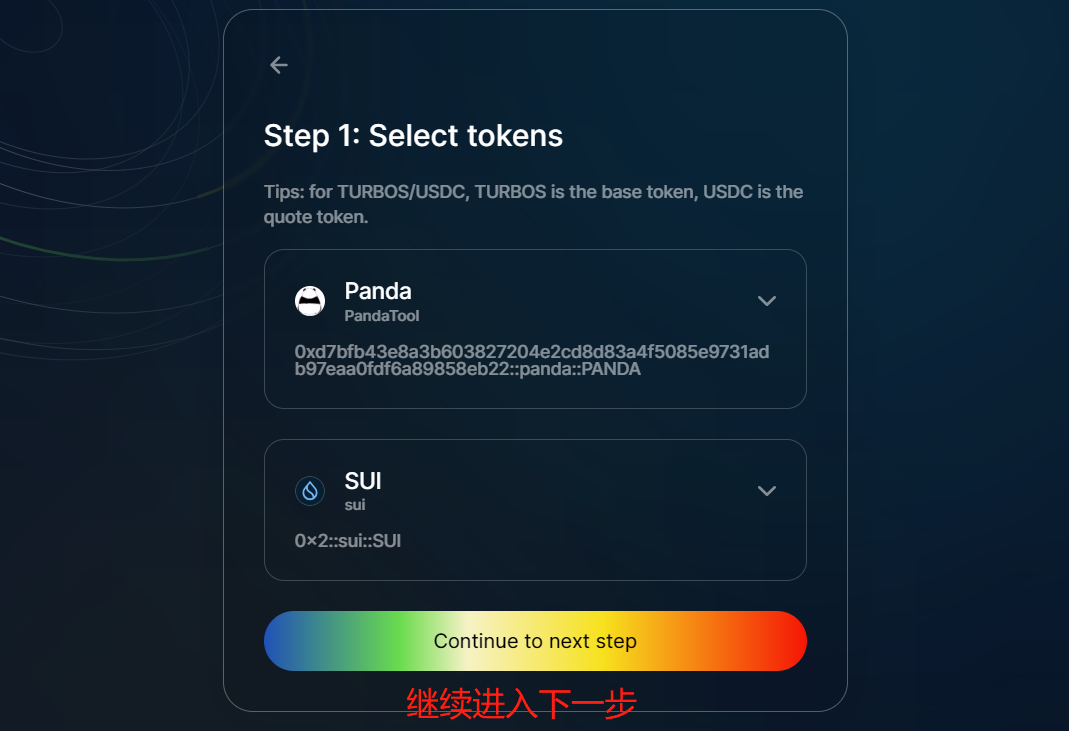 Step 1: Select tokens
Tips: for TURBOS/USDC, TURBOS is the base token, USDC is the
quote token.
Panda
PandaTool
0xd7bfb43e8a3b603827204e2cd8d83a4f5085e9731ad
b97eaa0fdf6a89858eb22::panda::PANDA
SUI
sui
0x2::sui::SUI
Continue to next step
继续进入下一步